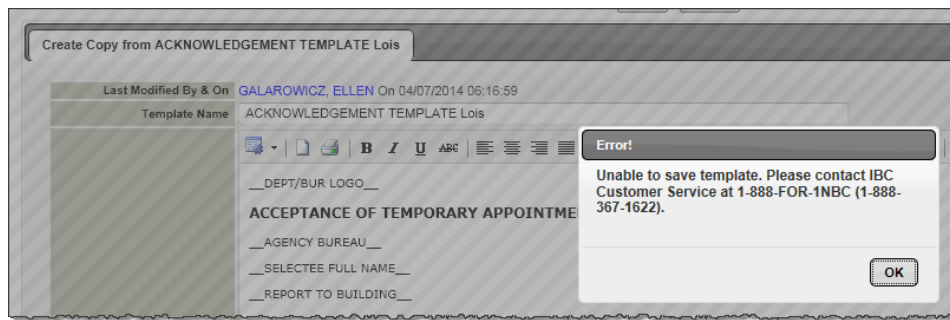 Create Copy from ACKNOWLEDGEMENT TEMPLATE Lois
Last Modified By & On GALAROWICZ, ELLEN On 04/07/2014 06:16:59
Template Name ACKNOWLEDGEMENT TEMPLATE Lois
B I U ABC
__DEPT/BUR LOGO__
ACCEPTANCE OF TEMPORARY
__AGENCY BUREAU__
__SELECTEE FULL NAME__
__REPORT TO BUILDING__
Error!
Unable to save template. Please contact IBC
Customer Service at 1-888-FOR-1NBC (1-888-
367-1622).
OK